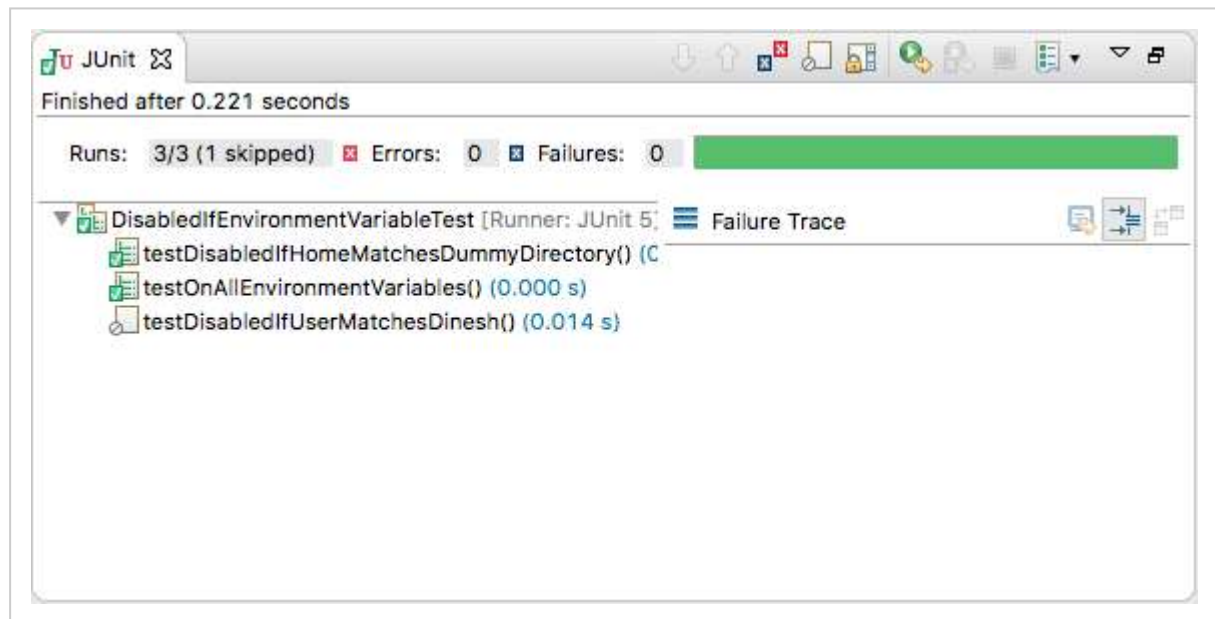 JUnit
Finished after 0.221 seconds
Runs: 3/3 (1 skipped) Errors: 0 Failures: 0
DisabledIfEnvironmentVariableTest [Runner: JUnit 5]
Failure Trace
testDisabledIfHomeMatchesDummyDirectory() (0
testOnAllEnvironmentVariables() (0.000 s)
testDisabledIfUserMatchesDinesh() (0.014 s)